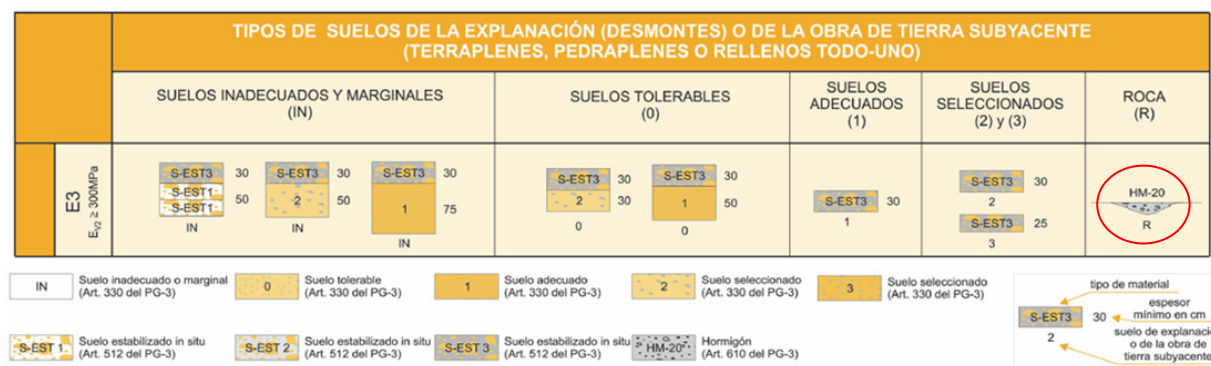 TIPOS DE SUELOS DE LA EXPLANACIÓN (DESMONTES) O DE LA OBRA DE TIERRA SUBYACENTE
(TERRAPLENES, PEDRAPLENES O RELLENOS TODO-UNO)
SUELOS INADECUADOS Y MARGINALES
(IN)
SUELOS TOLERABLES
(0)
SUELOS
ADECUADOS
(1)
SUELOS
SELECCIONADOS
(2) y (3)
ROCA
(R)
E3
EV2 ≥ 300MPa
S-EST3 30
S-EST1
S-EST1
50
IN
S-EST3 30
2 50
IN
S-EST3 30
1 75
IN
S-EST3 30
2 30
0
S-EST3 30
1 50
0
S-EST3 30
1
S-EST3 30
2
S-EST3 25
3
HM-20
R
IN
Suelo inadecuado o marginal
(Art. 330 del PG-3)
0
Suelo tolerable
(Art. 330 del PG-3)
1
Suelo adecuado
(Art. 330 del PG-3)
2
Suelo seleccionado
(Art. 330 del PG-3)
3
Suelo seleccionado
(Art. 330 del PG-3)
S-EST 1
Suelo estabilizado in situ
(Art. 512 del PG-3)
S-EST 2
Suelo estabilizado in situ
(Art. 512 del PG-3)
S-EST 3
Suelo estabilizado in situ
(Art. 512 del PG-3)
HM-20
Hormigón
(Art. 610 del PG-3)
tipo de material
espesor
mínimo en cm
S-EST3 30
2
suelo de explanació
o de la obra de
tierra subyacente